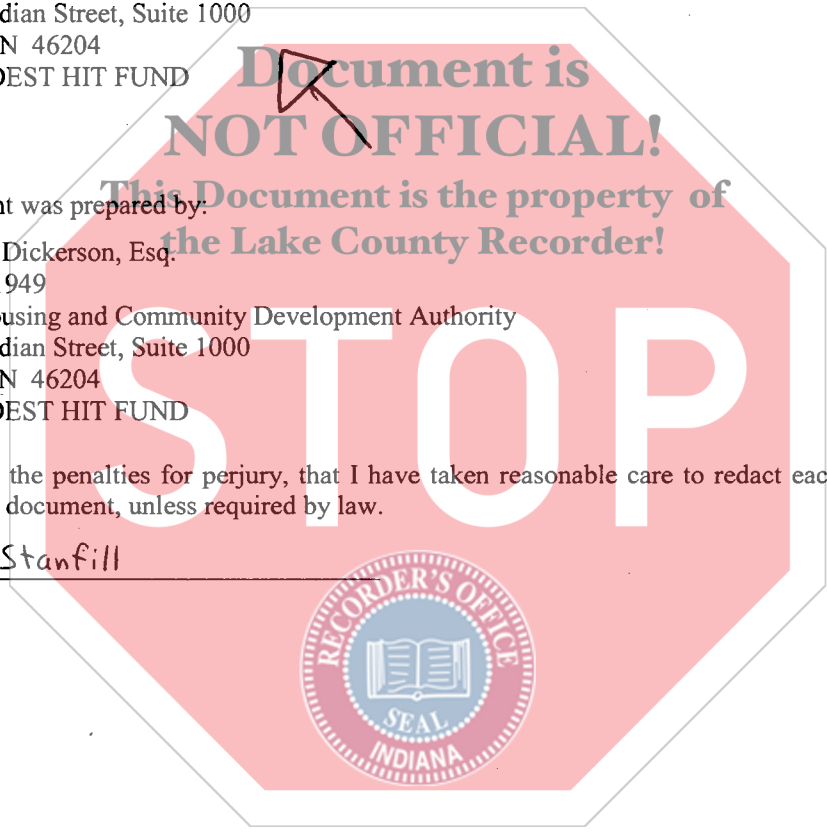 dian Street, Suite 1000
N 46204
DEST HIT FUND
Document is
NOT OFFICIAL!
This Document is the property of
the Lake County Recorder!
nt was prepared by:
Dickerson, Esq.
1949
using and Community Development Authority
dian Street, Suite 1000
N 46204
DEST HIT FUND
STOP
the penalties for perjury, that I have taken reasonable care to redact eac
document, unless required by law.
Stanfill
RECORDER'S OFFICE
SEAL
INDIANA